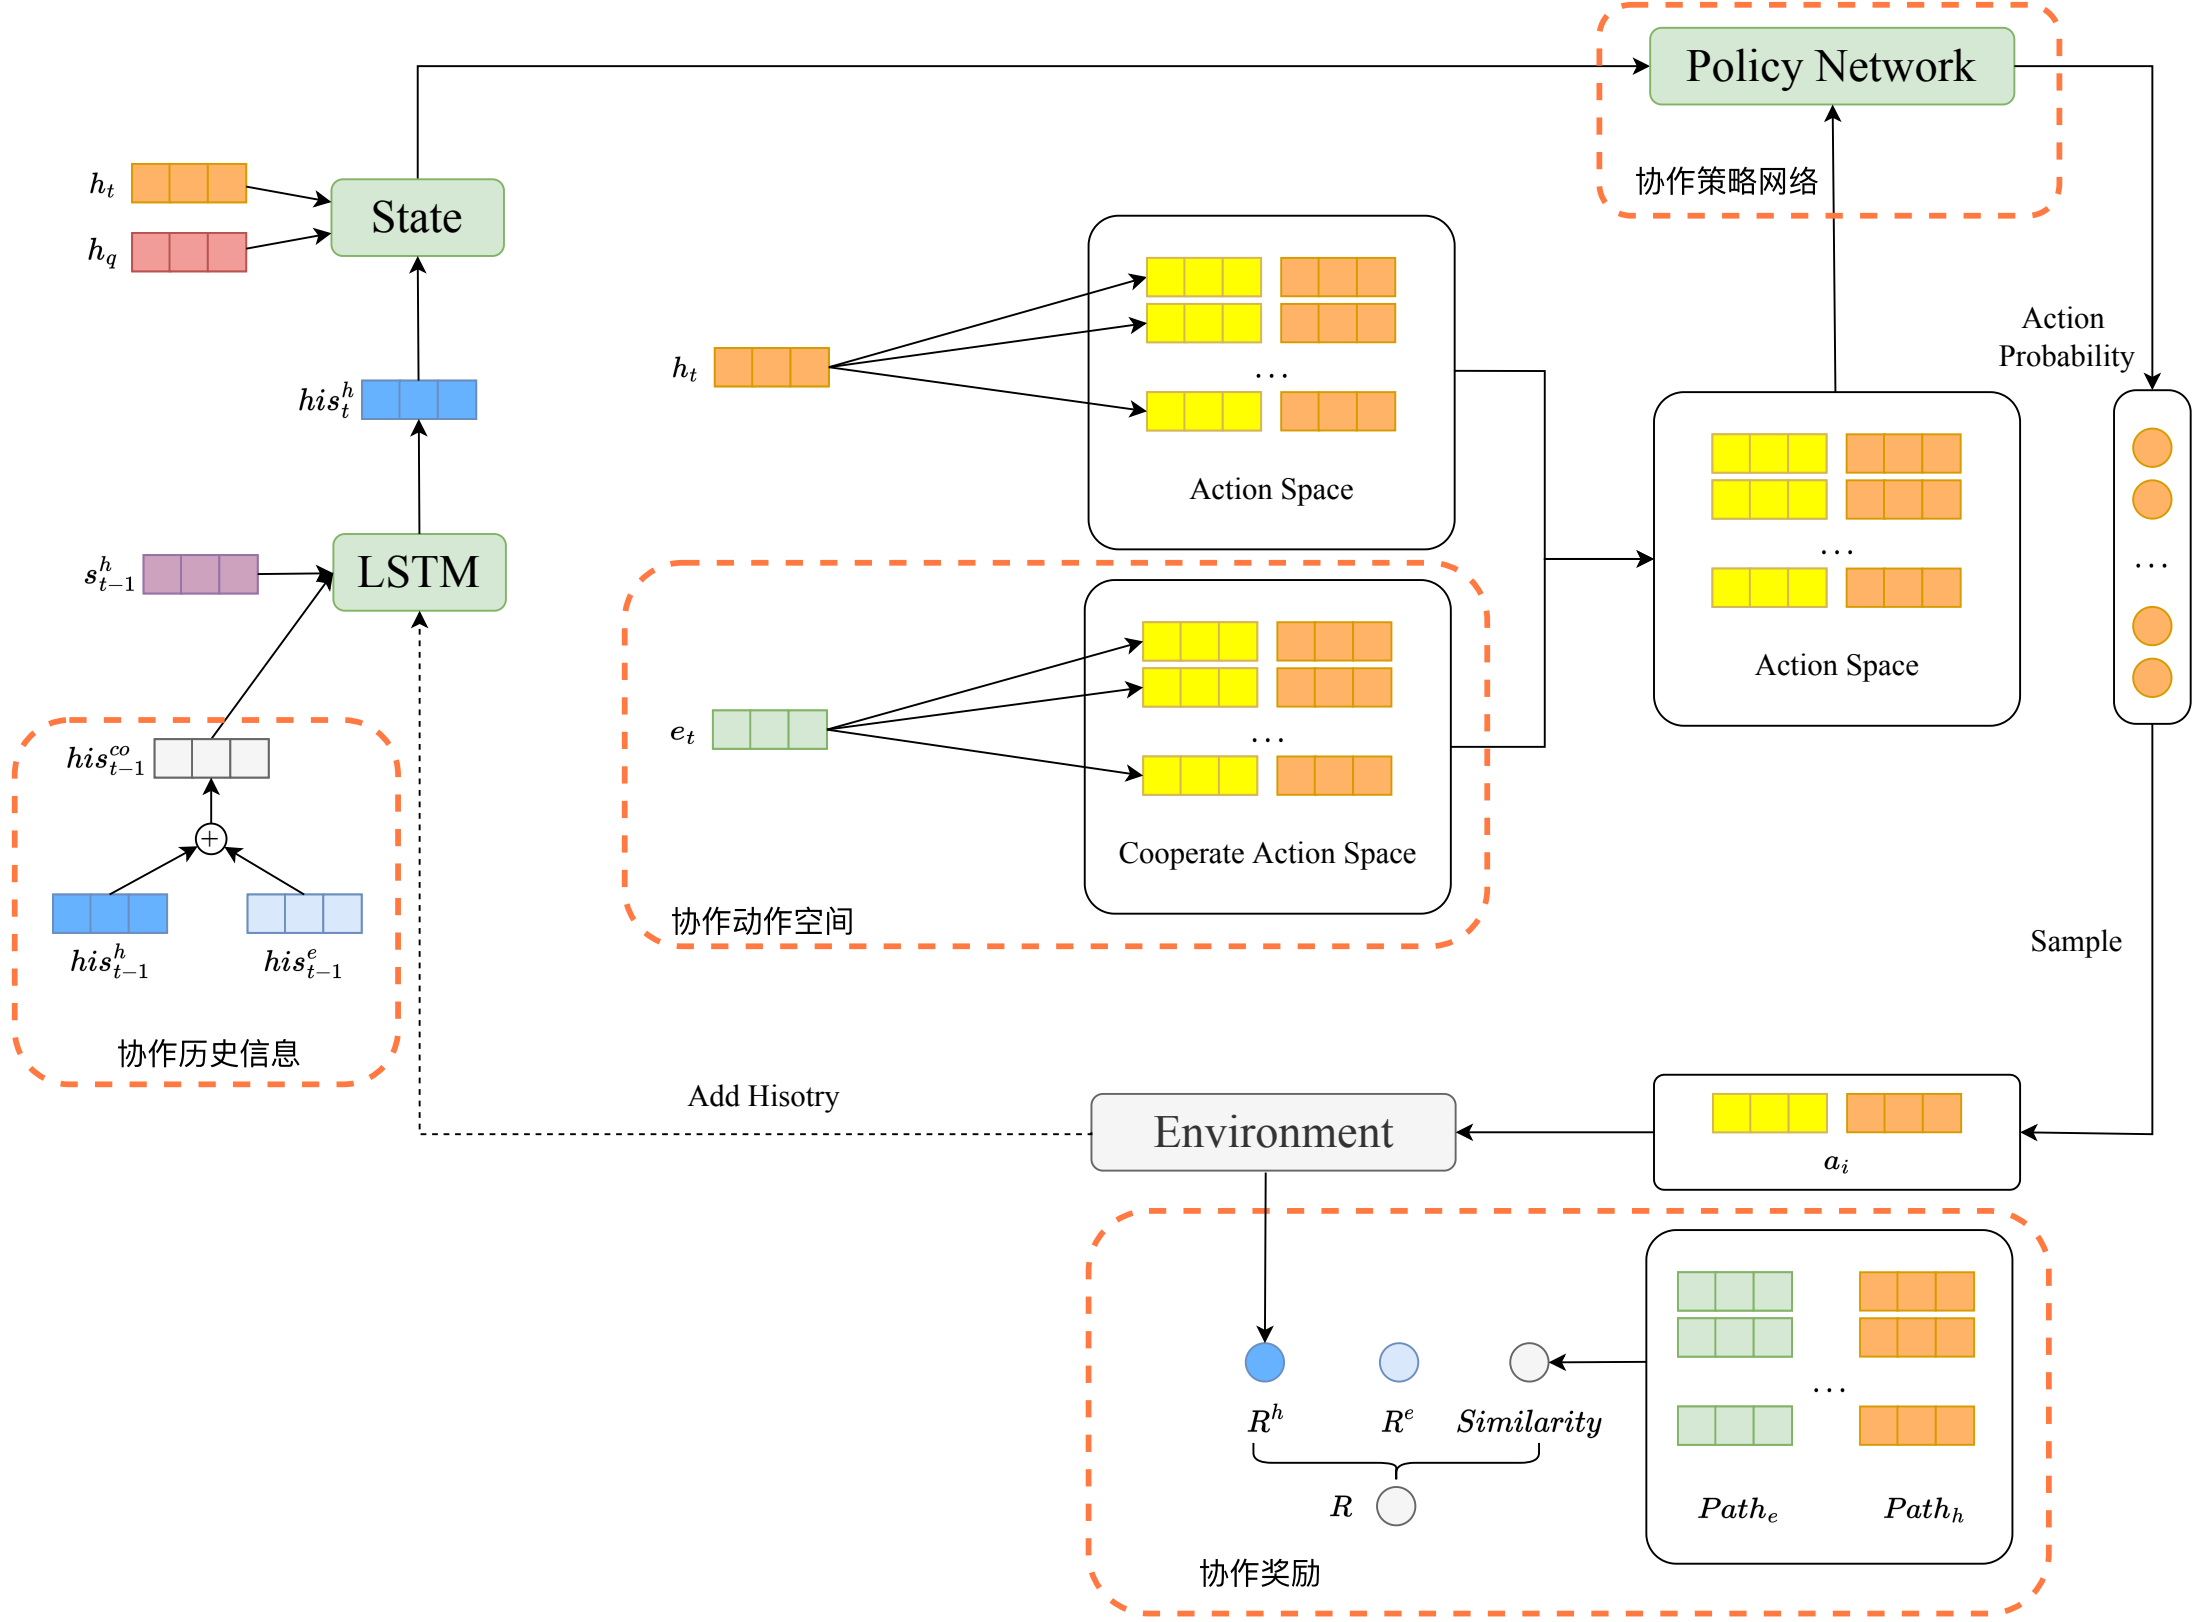 Policy Network
协作策略网络
h_t
h_q
State
his_t^h
s_{t-1}^h
LSTM
his_{t-1}^{co}
+
his_{t-1}^h
his_{t-1}^e
协作历史信息
h_t
...
Action Space
e_t
...
Cooperate Action Space
协作动作空间
...
Action Space
Action
Probability
...
Sample
a_i
Environment
Add Hisotry
R^h
R^e
Similarity
R
...
Path_e
Path_h
协作奖励